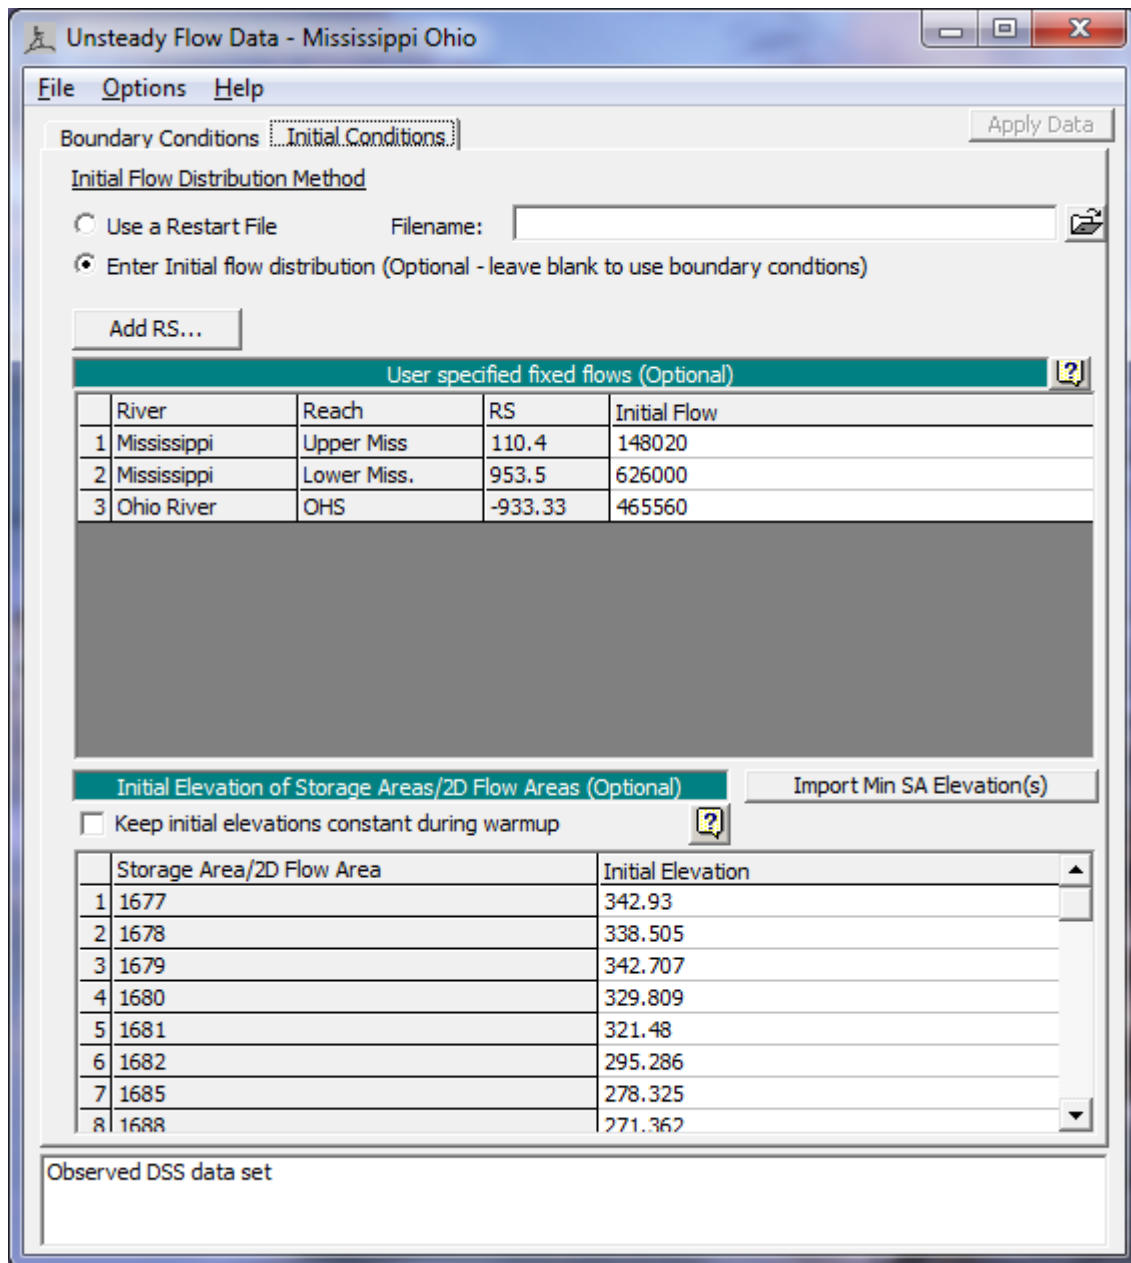 Unsteady Flow Data - Mississippi Ohio
File Options Help
Boundary Conditions Initial Conditions Apply Data
Initial Flow Distribution Method
Use a Restart File Filename:
Enter Initial flow distribution (Optional - leave blank to use boundary condtions)
Add RS...
User specified fixed flows (Optional)
River Reach RS Initial Flow
1 Mississippi Upper Miss 110.4 148020
2 Mississippi Lower Miss. 953.5 626000
3 Ohio River OHS -933.33 465560
Initial Elevation of Storage Areas/2D Flow Areas (Optional) Import Min SA Elevation(s)
Keep initial elevations constant during warmup
Storage Area/2D Flow Area Initial Elevation
1 1677 342.93
2 1678 338.505
3 1679 342.707
4 1680 329.809
5 1681 321.48
6 1682 295.286
7 1685 278.325
8 1688 271.362
Observed DSS data set